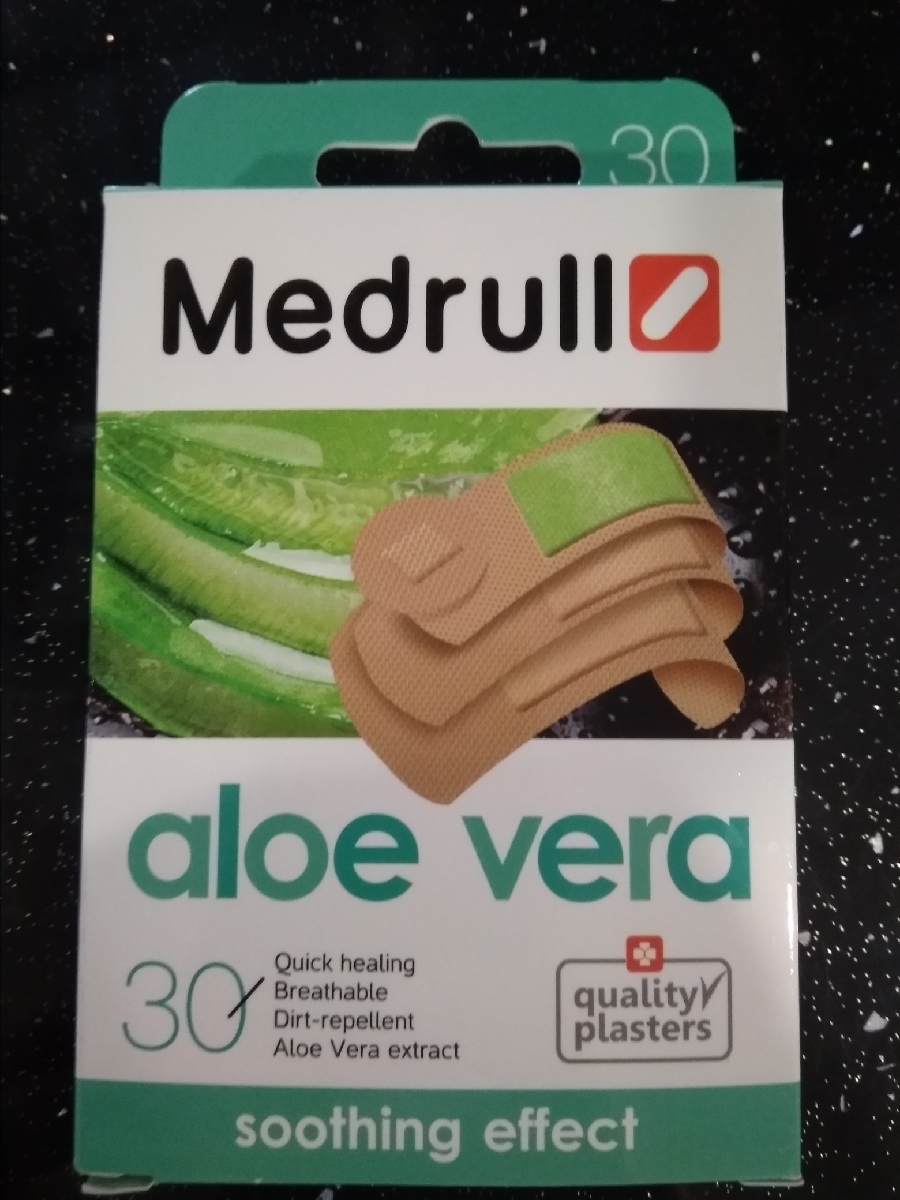 30
Medrull
aloe vera
30
Quick healing
Breathable
Dirt-repellent
Aloe Vera extract
quality
plasters
soothing effect